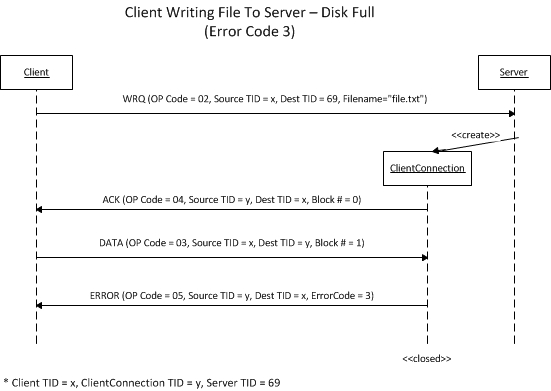 Client Writing File To Server – Disk Full
(Error Code 3)
Client
Server
WRQ (OP Code = 02, Source TID = x, Dest TID = 69, Filename="file.txt")
<<create>>
ClientConnection
ACK (OP Code = 04, Source TID = y, Dest TID = x, Block # = 0)
DATA (OP Code = 03, Source TID = x, Dest TID = y, Block # = 1)
ERROR (OP Code = 05, Source TID = y, Dest TID = x, ErrorCode = 3)
<<closed>>
* Client TID = x, ClientConnection TID = y, Server TID = 69